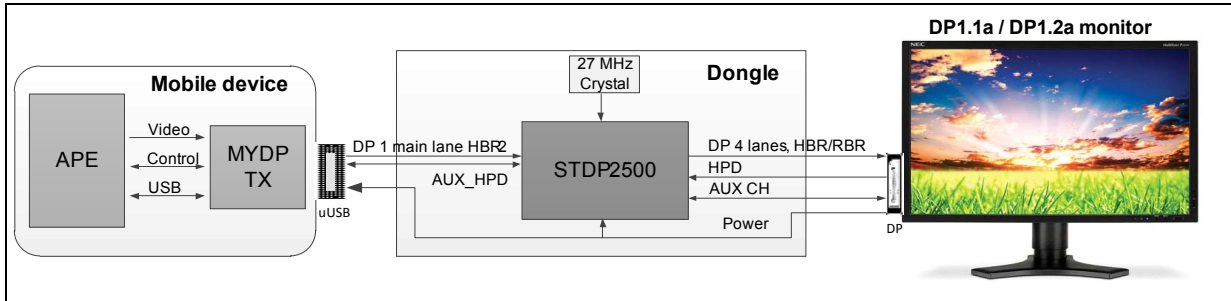 DP1.1a / DP1.2a monitor
Mobile device
APE
Video
Control
USB
MYDP
TX
uUSB
DP 1 main lane HBR2
AUX_HPD
Dongle
27 MHz
Crystal
STDP2500
DP 4 lanes, HBR/RBR
HPD
AUX CH
Power
DP
NEC